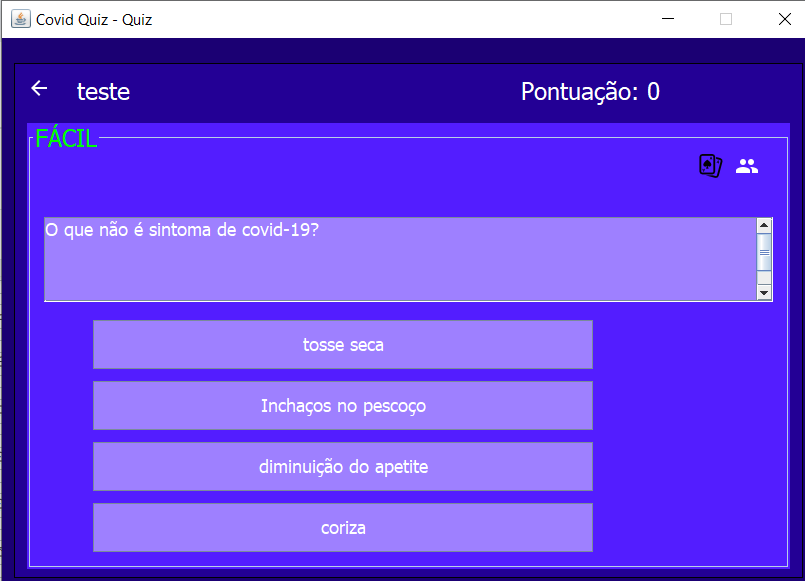 Covid Quiz - Quiz
teste
Pontuação: 0
FÁCIL
O que não é sintoma de covid-19?
tosse seca
Inchaços no pescoço
diminuição do apetite
coriza